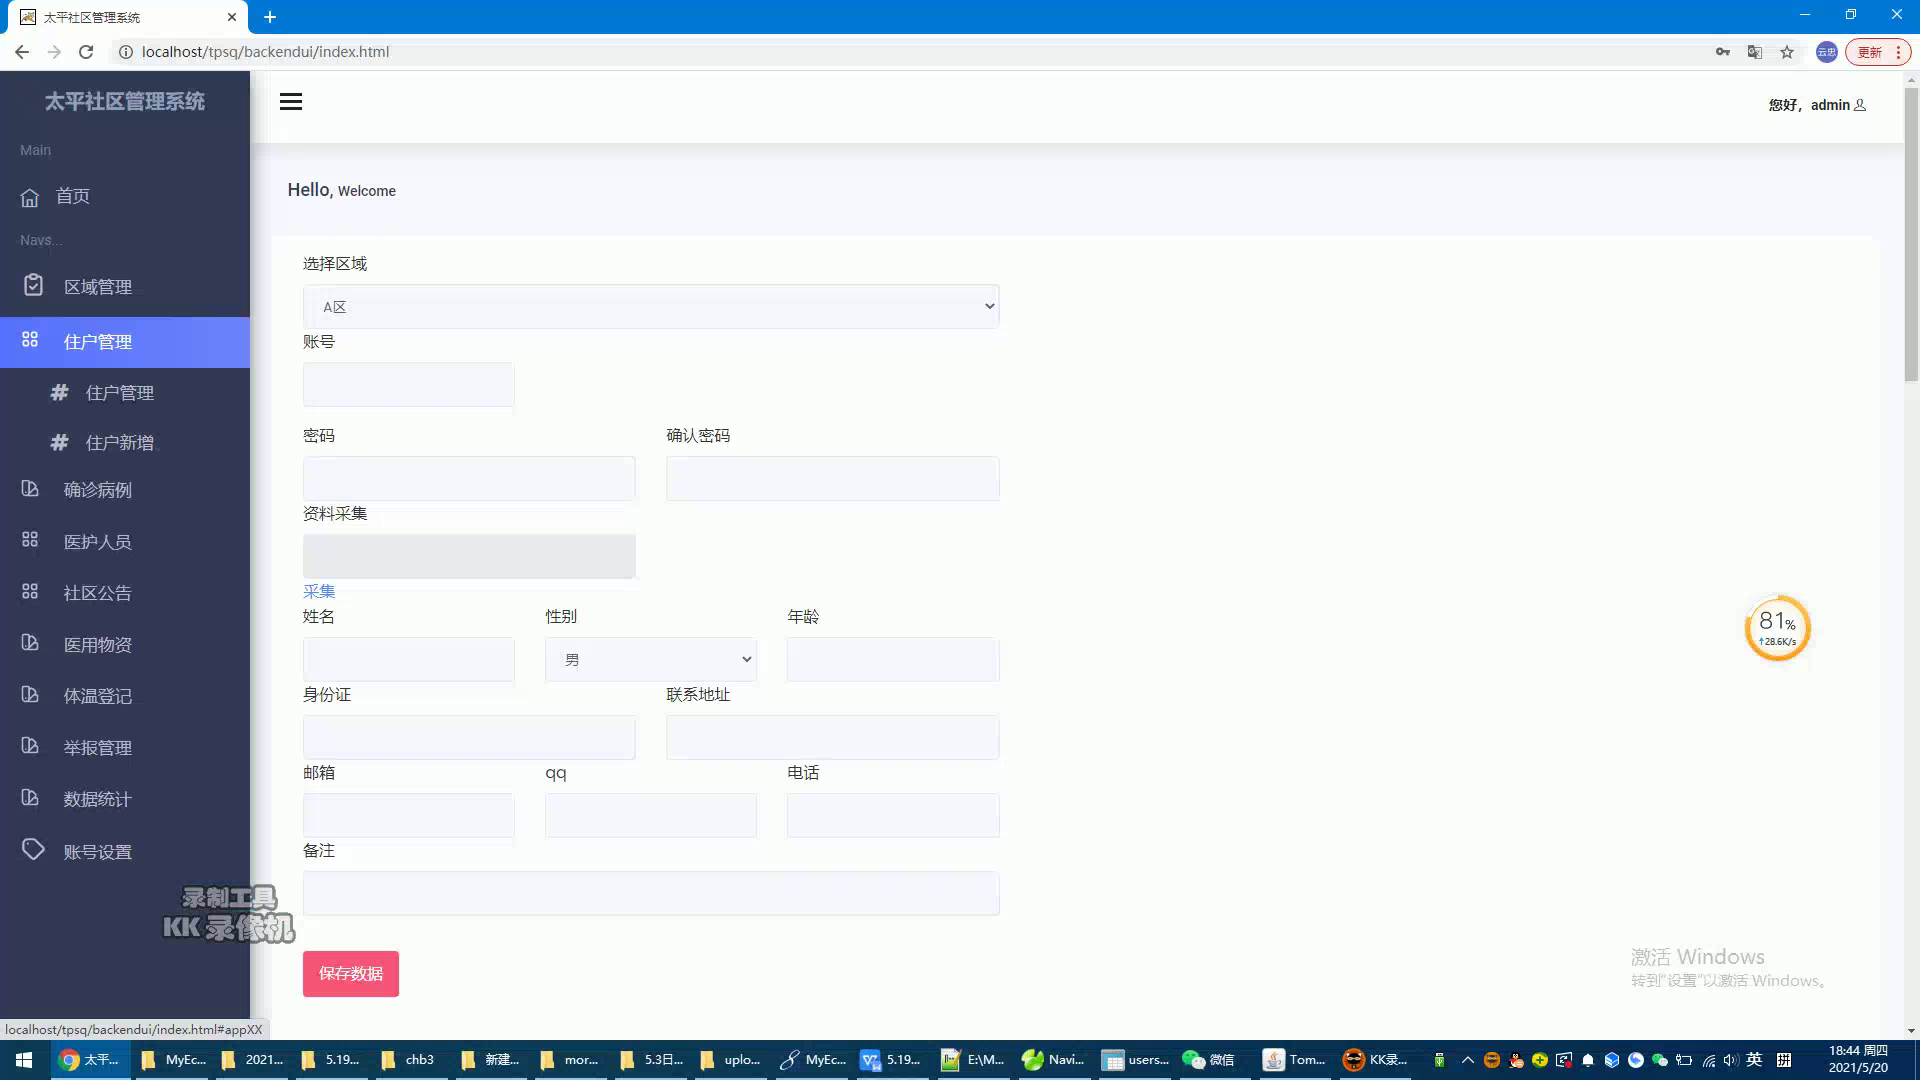 太平社区管理系统
localhost/tpsq/backendui/index.html
云忠
更新
太平社区管理系统
您好，admin
Main
首页
Navs...
区域管理
住户管理
# 住户管理
# 住户新增
确诊病例
医护人员
社区公告
医用物资
体温登记
举报管理
数据统计
账号设置
Hello, Welcome
选择区域
A区
账号
密码
确认密码
资料采集
采集
姓名
性别
年龄
男
身份证
联系地址
邮箱
qq
电话
备注
保存数据
81%
↑28.6K/s
录制工具
KK 录像机
激活 Windows
转到"设置"以激活 Windows。
localhost/tpsq/backendui/index.html#appXX
太平...
MyEc...
2021...
5.19...
chb3
新建...
mor...
5.3日...
uplo...
MyEc...
5.19...
E:\M...
Navi...
users...
微信
Tom...
KK录...
英
拼
18:44 周四
2021/5/20